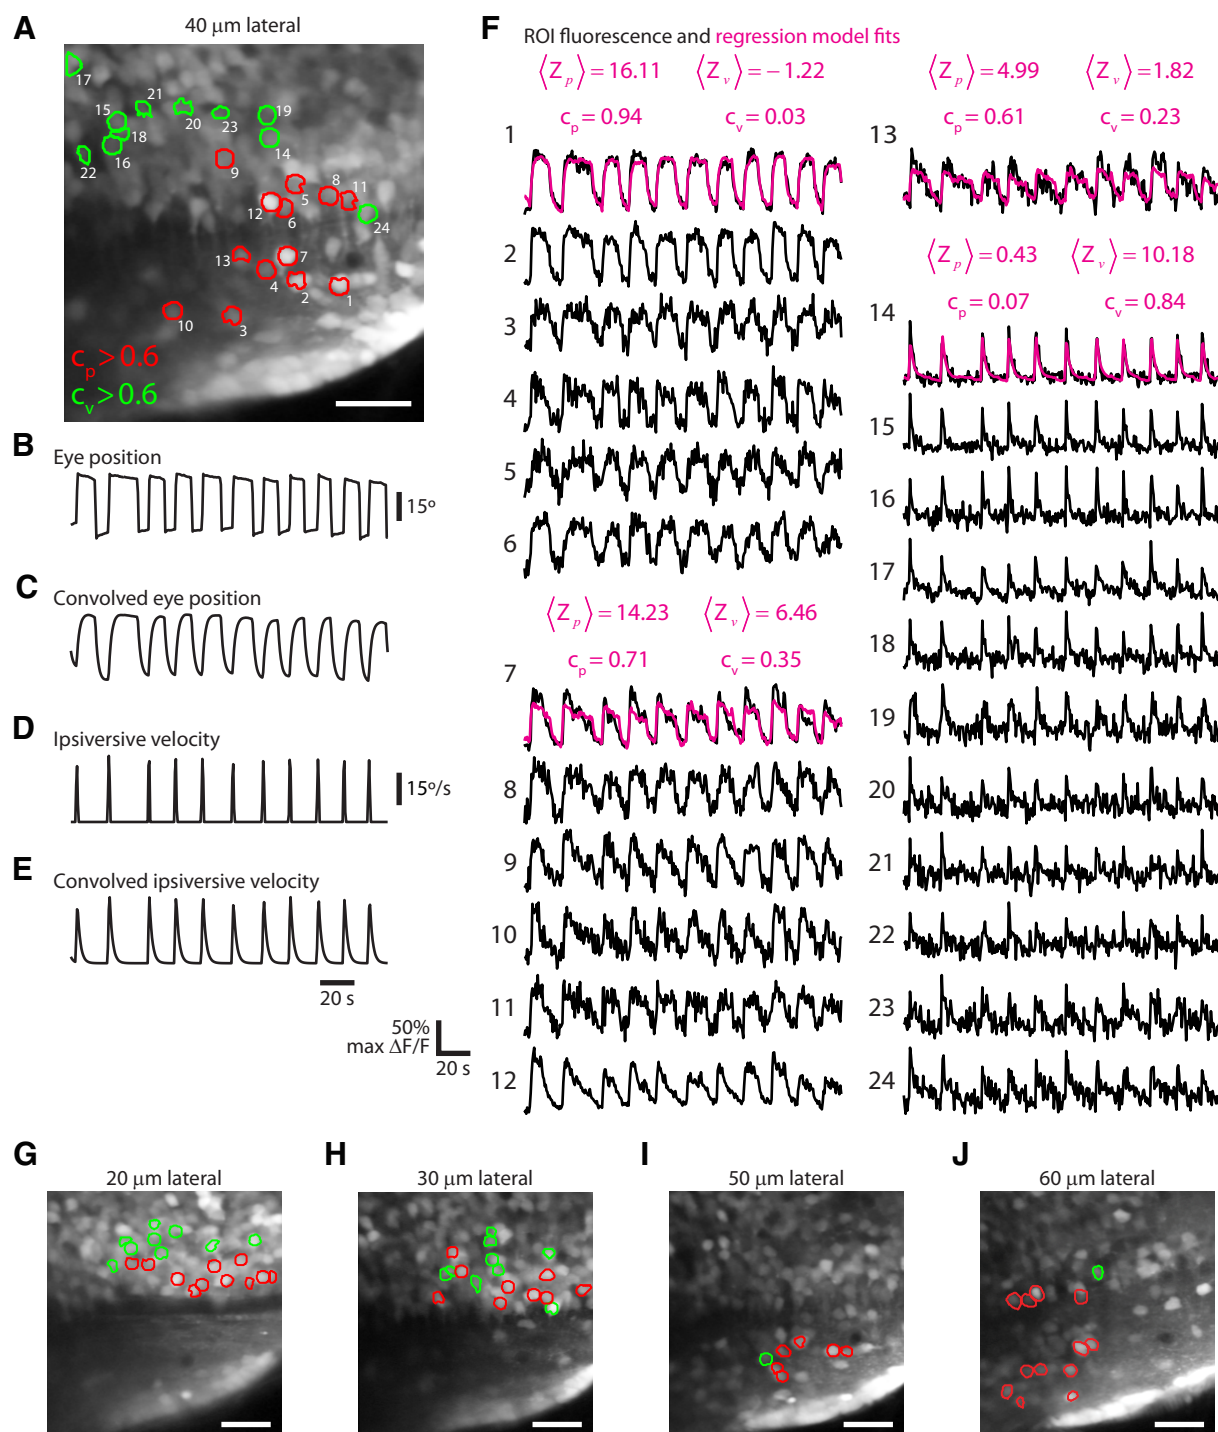 A
40 μm lateral
17
21
15
20
23
19
18
14
16
22
9
8
11
5
12
6
24
13
7
4
2
1
10
3
c_p > 0.6
c_v > 0.6
B
Eye position
15º
C
Convolved eye position
D
Ipsiversive velocity
15º/s
E
Convolved ipsiversive velocity
20 s
50%
max ΔF/F
20 s
F
ROI fluorescence and regression model fits
⟨Z_p⟩ = 16.11 ⟨Z_v⟩ = −1.22
c_p = 0.94 c_v = 0.03
1
2
3
4
5
6
⟨Z_p⟩ = 14.23 ⟨Z_v⟩ = 6.46
c_p = 0.71 c_v = 0.35
7
8
9
10
11
12
⟨Z_p⟩ = 4.99 ⟨Z_v⟩ = 1.82
c_p = 0.61 c_v = 0.23
13
⟨Z_p⟩ = 0.43 ⟨Z_v⟩ = 10.18
c_p = 0.07 c_v = 0.84
14
15
16
17
18
19
20
21
22
23
24
G
20 μm lateral
H
30 μm lateral
I
50 μm lateral
J
60 μm lateral